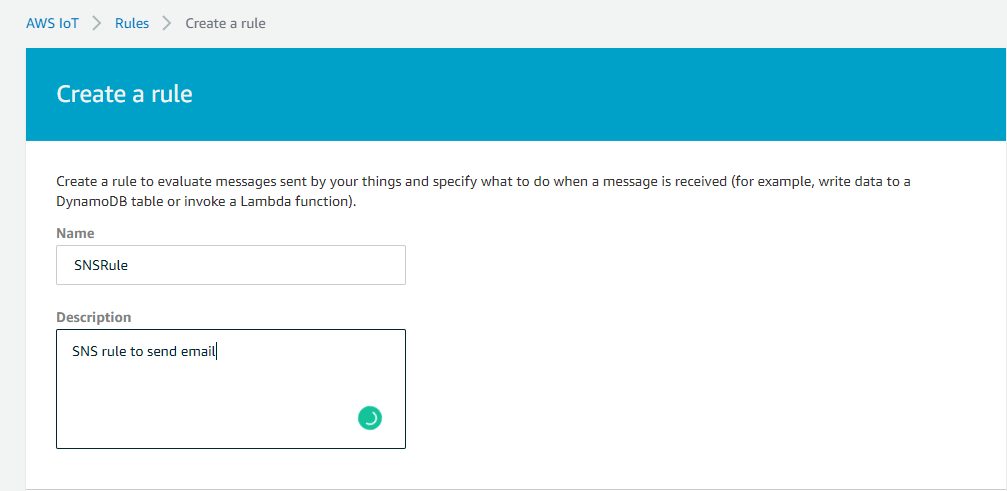 AWS IoT > Rules > Create a rule
Create a rule
Create a rule to evaluate messages sent by your things and specify what to do when a message is received (for example, write data to a
DynamoDB table or invoke a Lambda function).
Name
SNSRule
Description
SNS rule to send email